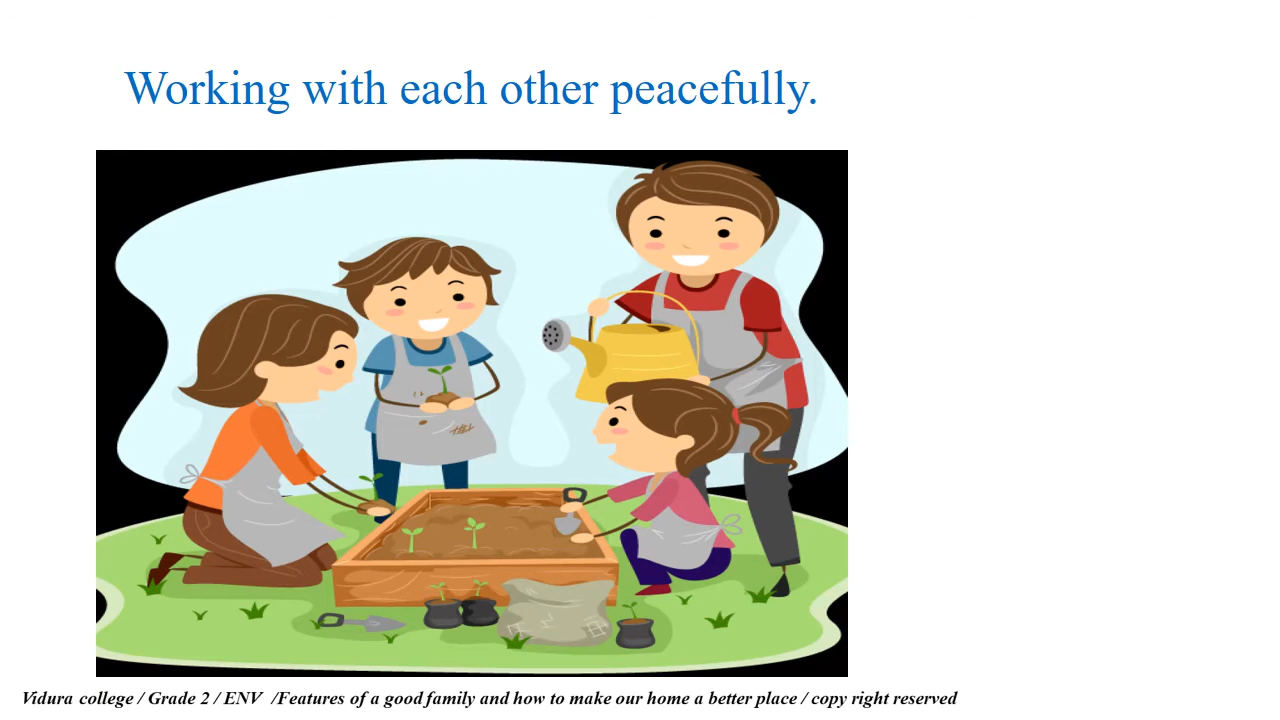 Working with each other peacefully.
Vidura college / Grade 2 / ENV /Features of a good family and how to make our home a better place / copy right reserved